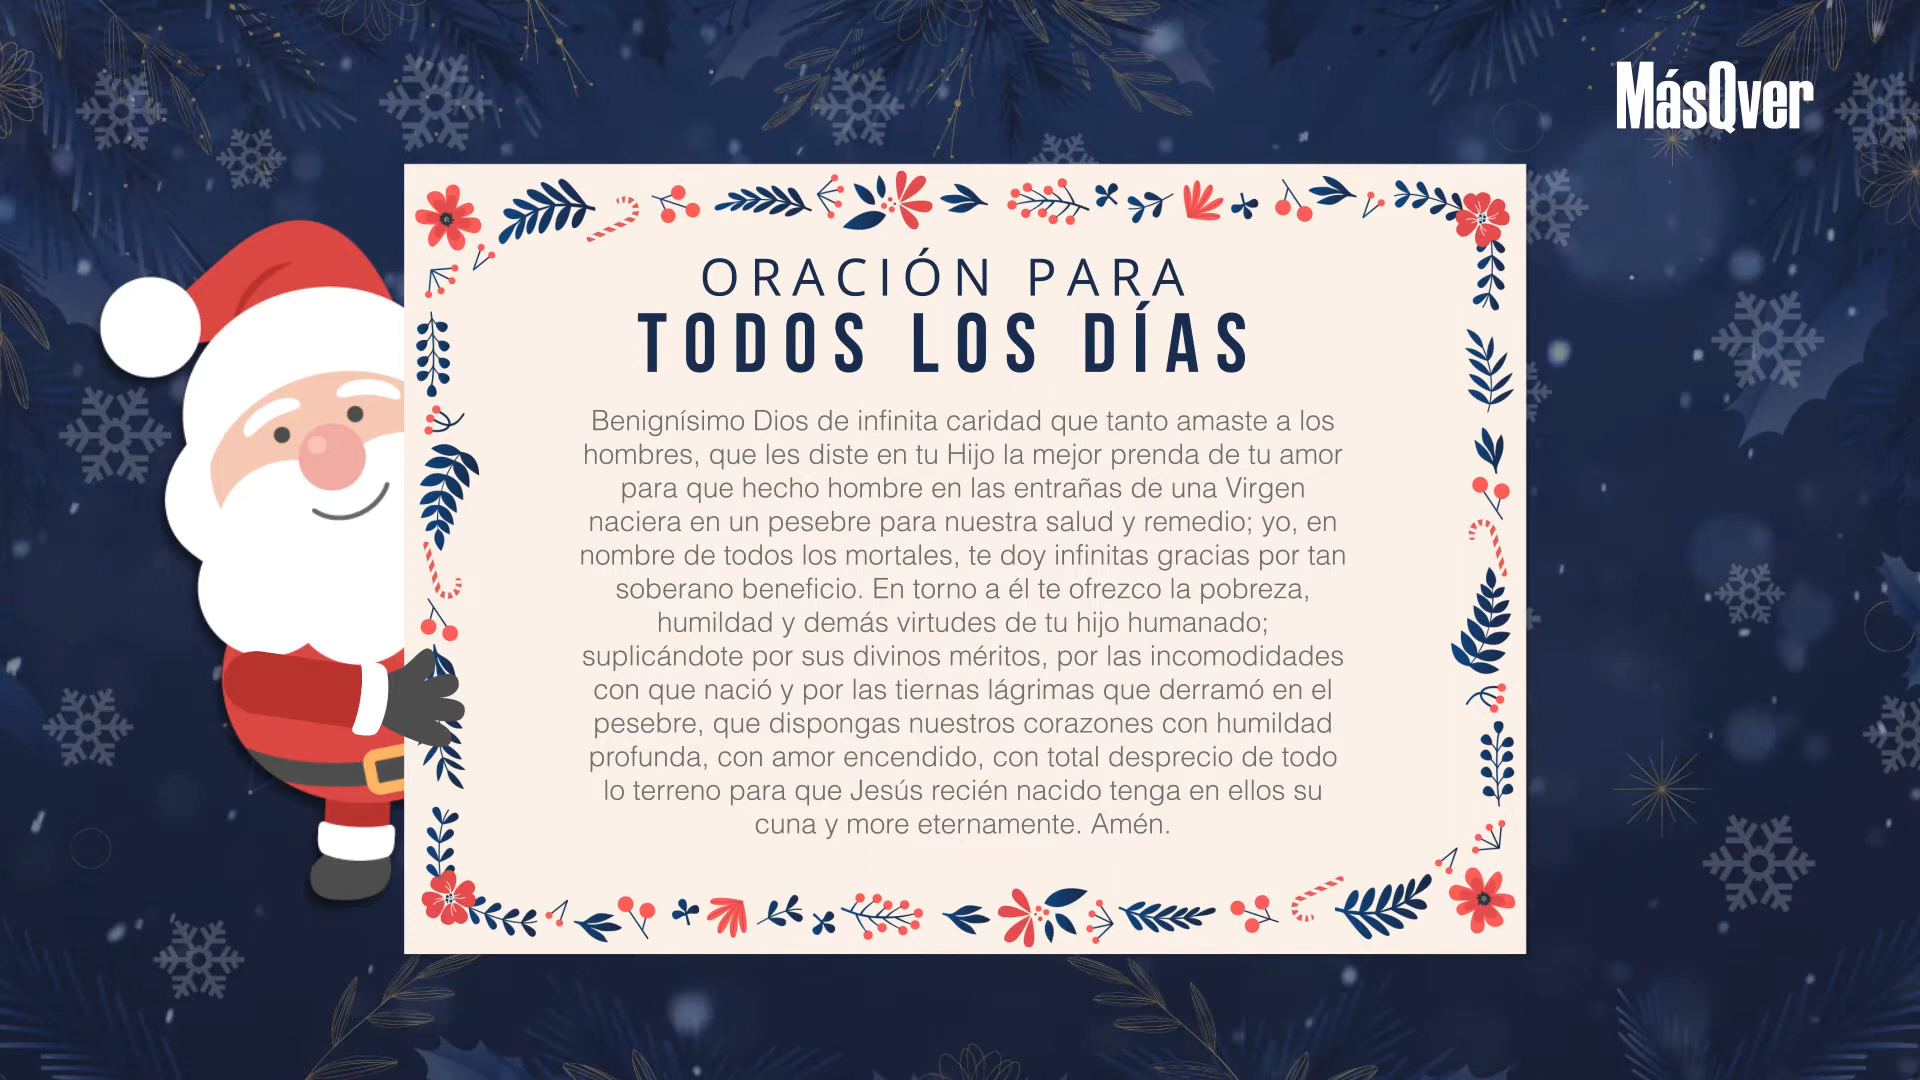 MásQver
ORACIÓN PARA
TODOS LOS DÍAS
Benignísimo Dios de infinita caridad que tanto amaste a los
hombres, que les diste en tu Hijo la mejor prenda de tu amor
para que hecho hombre en las entrañas de una Virgen
naciera en un pesebre para nuestra salud y remedio; yo, en
nombre de todos los mortales, te doy infinitas gracias por tan
soberano beneficio. En torno a él te ofrezco la pobreza,
humildad y demás virtudes de tu hijo humanado;
suplicándote por sus divinos méritos, por las incomodidades
con que nació y por las tiernas lágrimas que derramó en el
pesebre, que dispongas nuestros corazones con humildad
profunda, con amor encendido, con total desprecio de todo
lo terreno para que Jesús recién nacido tenga en ellos su
cuna y more eternamente. Amén.